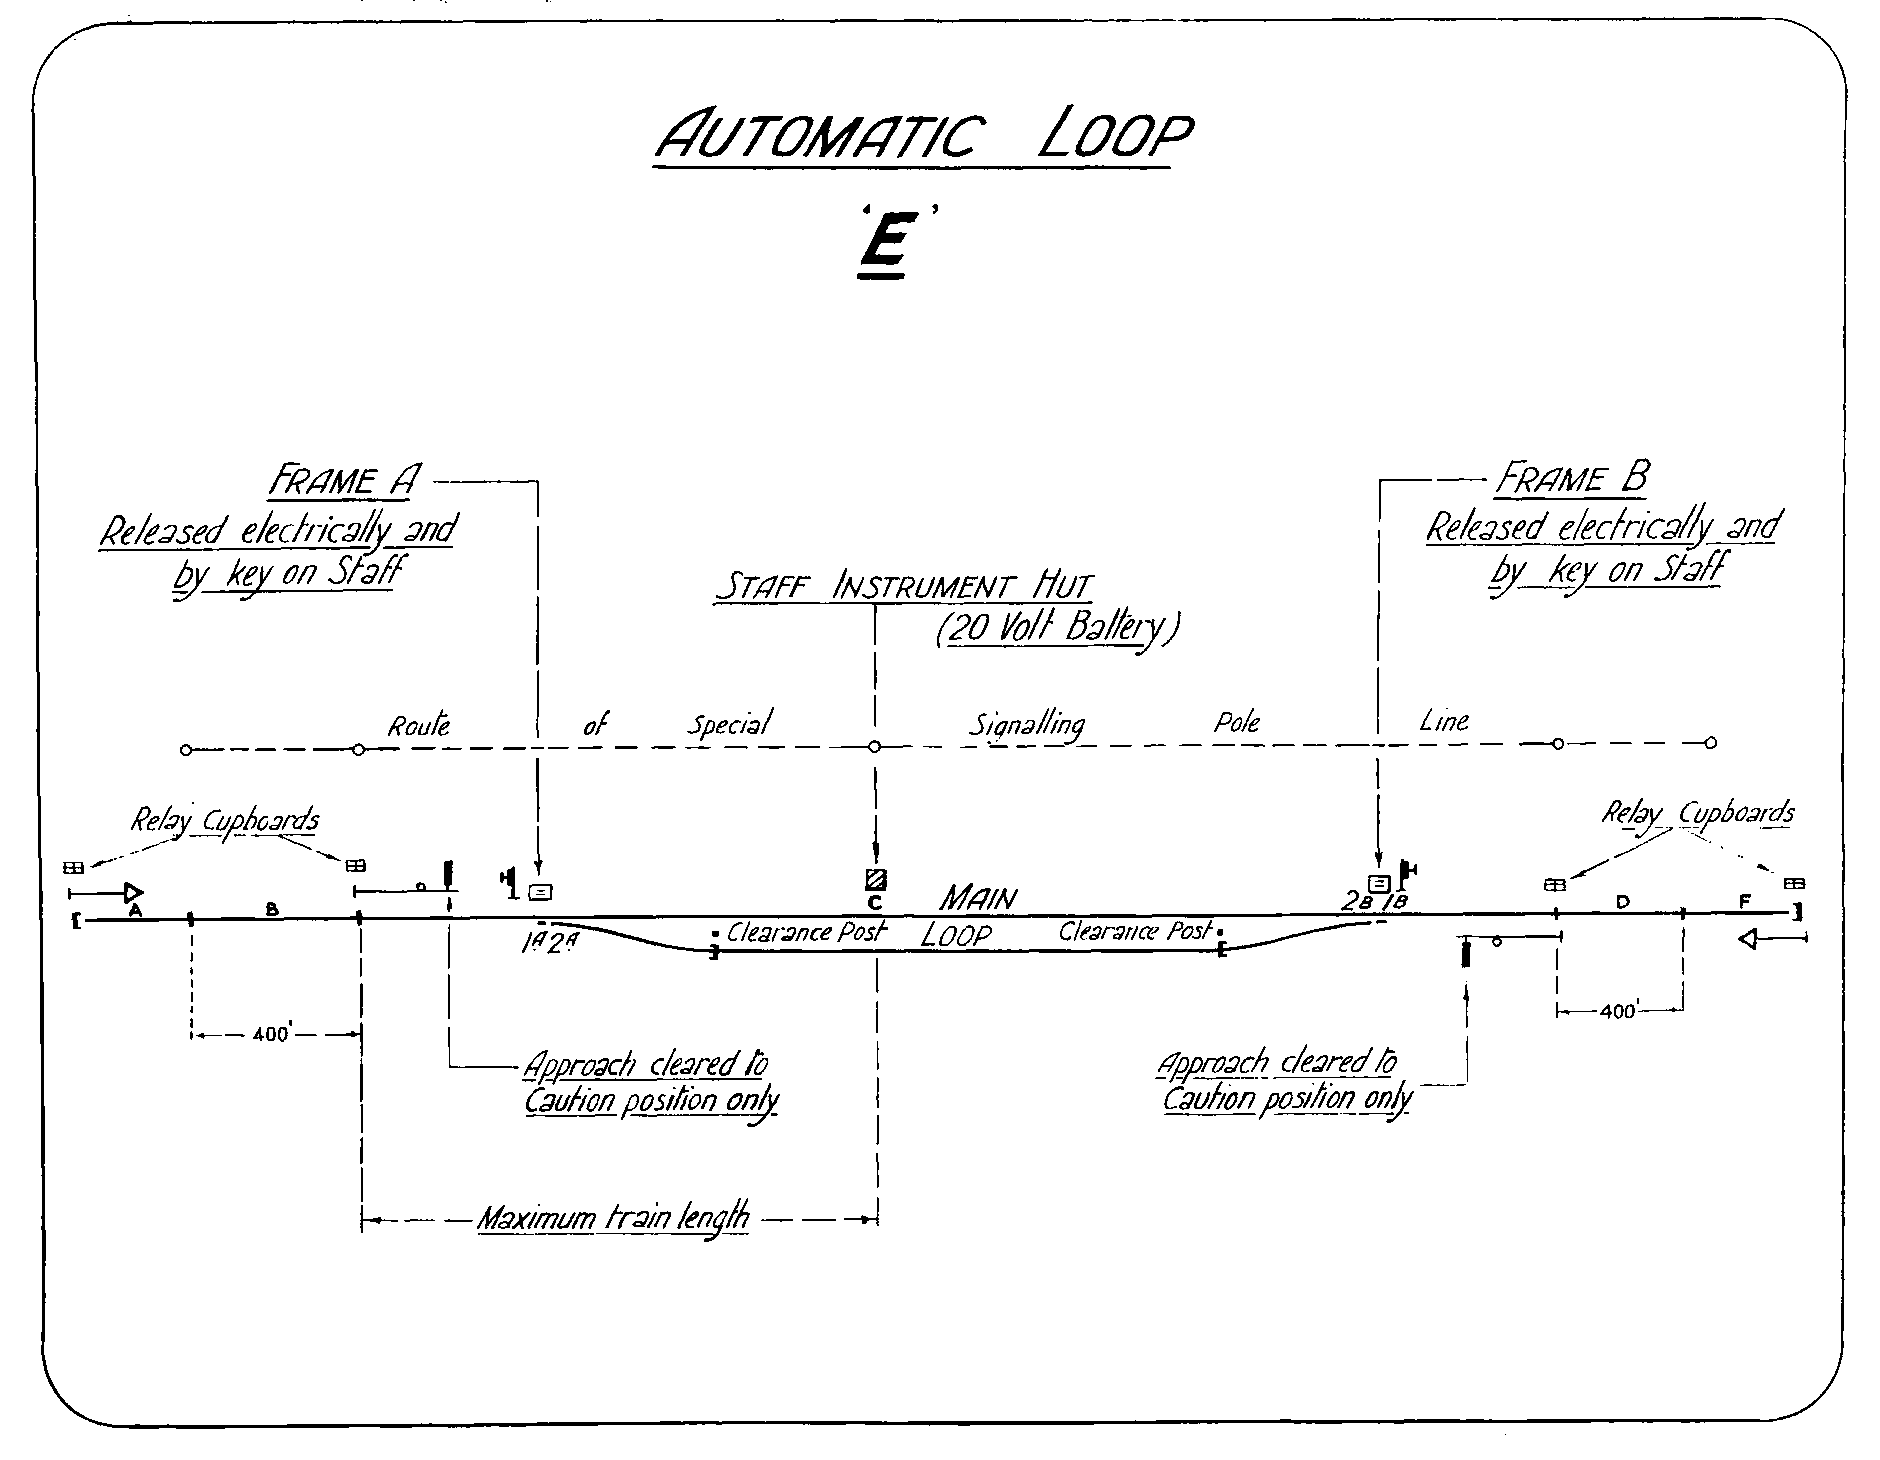 AUTOMATIC LOOP
'E'
FRAME A
Released electrically and
by key on Staff
FRAME B
Released electrically and
by key on Staff
STAFF INSTRUMENT HUT
(20 Volt Battery)
Route of Special Signalling Pole Line
Relay Cupboards
Relay Cupboards
A B C MAIN 2B 1B D F
1A 2A Clearance Post LOOP Clearance Post
400'
400'
Approach cleared to
Caution position only
Approach cleared to
Caution position only
Maximum train length